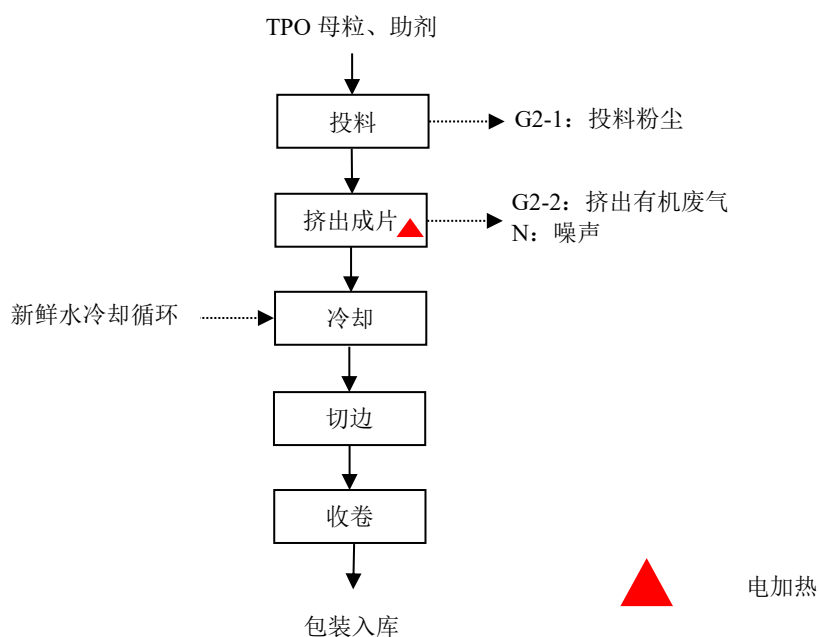 TPO 母粒、助剂
投料
G2-1：投料粉尘
挤出成片
G2-2：挤出有机废气
N：噪声
新鲜水冷却循环
冷却
切边
收卷
电加热
包装入库